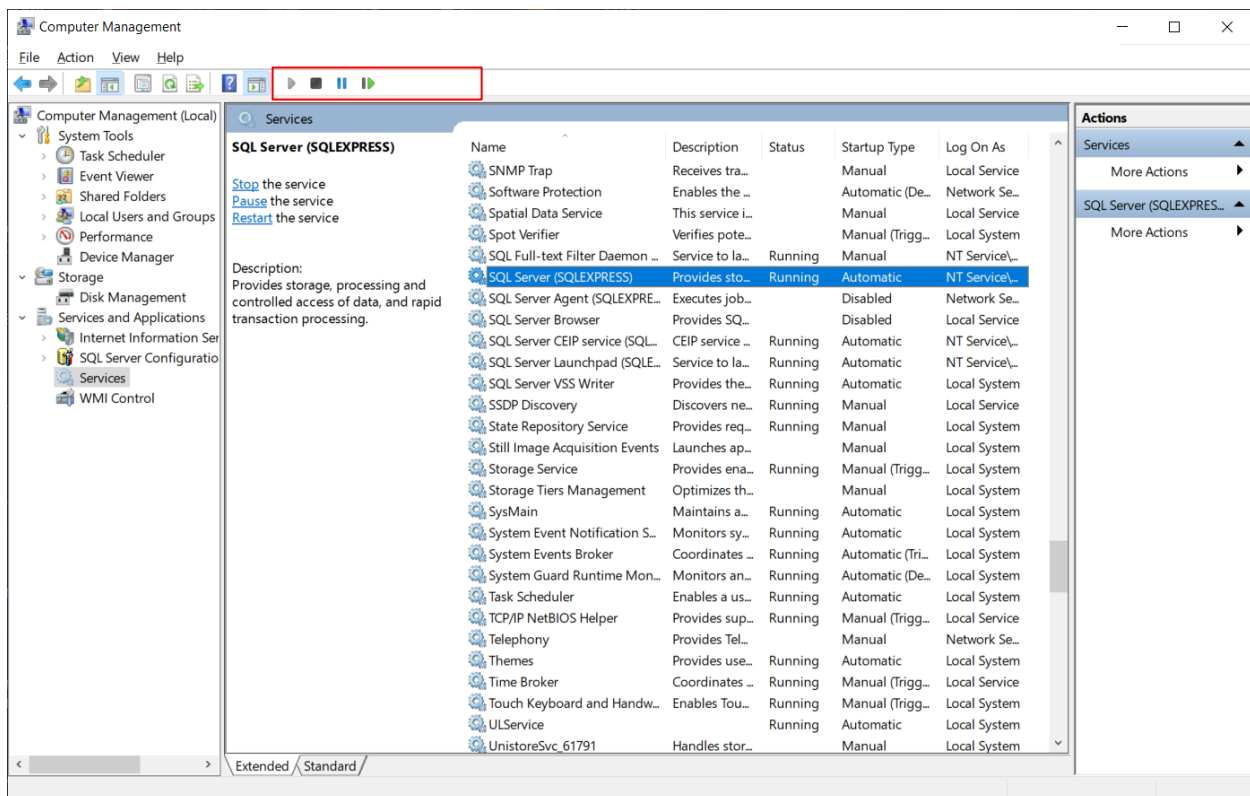 Computer Management
File Action View Help
Computer Management (Local)
System Tools
Task Scheduler
Event Viewer
Shared Folders
Local Users and Groups
Performance
Device Manager
Storage
Disk Management
Services and Applications
Internet Information Ser
SQL Server Configuratio
Services
WMI Control
Services
SQL Server (SQLEXPRESS)
Stop the service
Pause the service
Restart the service
Description:
Provides storage, processing and
controlled access of data, and rapid
transaction processing.
Name Description Status Startup Type Log On As
SNMP Trap Receives tra... Manual Local Service
Software Protection Enables the ... Automatic (De... Network Se...
Spatial Data Service This service i... Manual Local Service
Spot Verifier Verifies pote... Manual (Trigg... Local System
SQL Full-text Filter Daemon ... Service to la... Running Manual NT Service\...
SQL Server (SQLEXPRESS) Provides sto... Running Automatic NT Service\...
SQL Server Agent (SQLEXPRE... Executes job... Disabled Network Se...
SQL Server Browser Provides SQ... Disabled Local Service
SQL Server CEIP service (SQL... CEIP service ... Running Automatic NT Service\...
SQL Server Launchpad (SQLE... Service to la... Running Automatic NT Service\...
SQL Server VSS Writer Provides the... Running Automatic Local System
SSDP Discovery Discovers ne... Running Manual Local Service
State Repository Service Provides req... Running Manual Local System
Still Image Acquisition Events Launches ap... Manual Local System
Storage Service Provides ena... Running Manual (Trigg... Local System
Storage Tiers Management Optimizes th... Manual Local System
SysMain Maintains a... Running Automatic Local System
System Event Notification S... Monitors sy... Running Automatic Local System
System Events Broker Coordinates ... Running Automatic (Tri... Local System
System Guard Runtime Mon... Monitors an... Running Automatic (De... Local System
Task Scheduler Enables a us... Running Automatic Local System
TCP/IP NetBIOS Helper Provides sup... Running Manual (Trigg... Local Service
Telephony Provides Tel... Manual Network Se...
Themes Provides use... Running Automatic Local System
Time Broker Coordinates ... Running Manual (Trigg... Local Service
Touch Keyboard and Handw... Enables Tou... Running Manual (Trigg... Local System
ULService Running Automatic Local System
UnistoreSvc_61791 Handles stor... Manual Local System
Extended Standard
Actions
Services
More Actions
SQL Server (SQLEXPRES...
More Actions